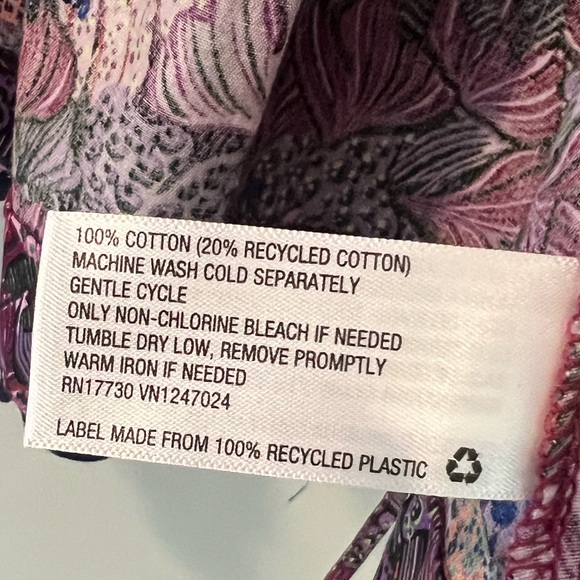 100% COTTON (20% RECYCLED COTTON)
MACHINE WASH COLD SEPARATELY
GENTLE CYCLE
ONLY NON-CHLORINE BLEACH IF NEEDED
TUMBLE DRY LOW, REMOVE PROMPTLY
WARM IRON IF NEEDED
RN17730 VN1247024
LABEL MADE FROM 100% RECYCLED PLASTIC